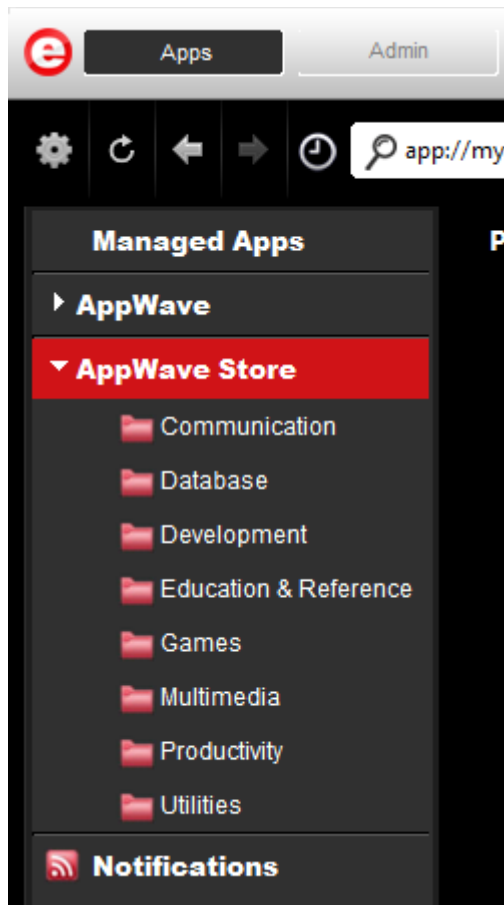 e
Apps Admin
app://my
Managed Apps P
AppWave
AppWave Store
Communication
Database
Development
Education & Reference
Games
Multimedia
Productivity
Utilities
Notifications